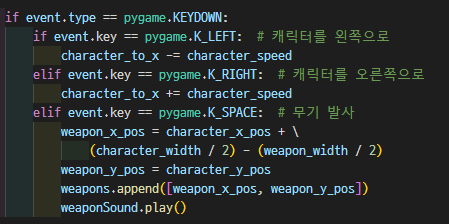 if event.type == pygame.KEYDOWN:
    if event.key == pygame.K_LEFT:  # 캐릭터를 왼쪽으로
        character_to_x -= character_speed
    elif event.key == pygame.K_RIGHT:  # 캐릭터를 오른쪽으로
        character_to_x += character_speed
    elif event.key == pygame.K_SPACE:  # 무기 발사
        weapon_x_pos = character_x_pos + \
            (character_width / 2) - (weapon_width / 2)
        weapon_y_pos = character_y_pos
        weapons.append([weapon_x_pos, weapon_y_pos])
        weaponSound.play()